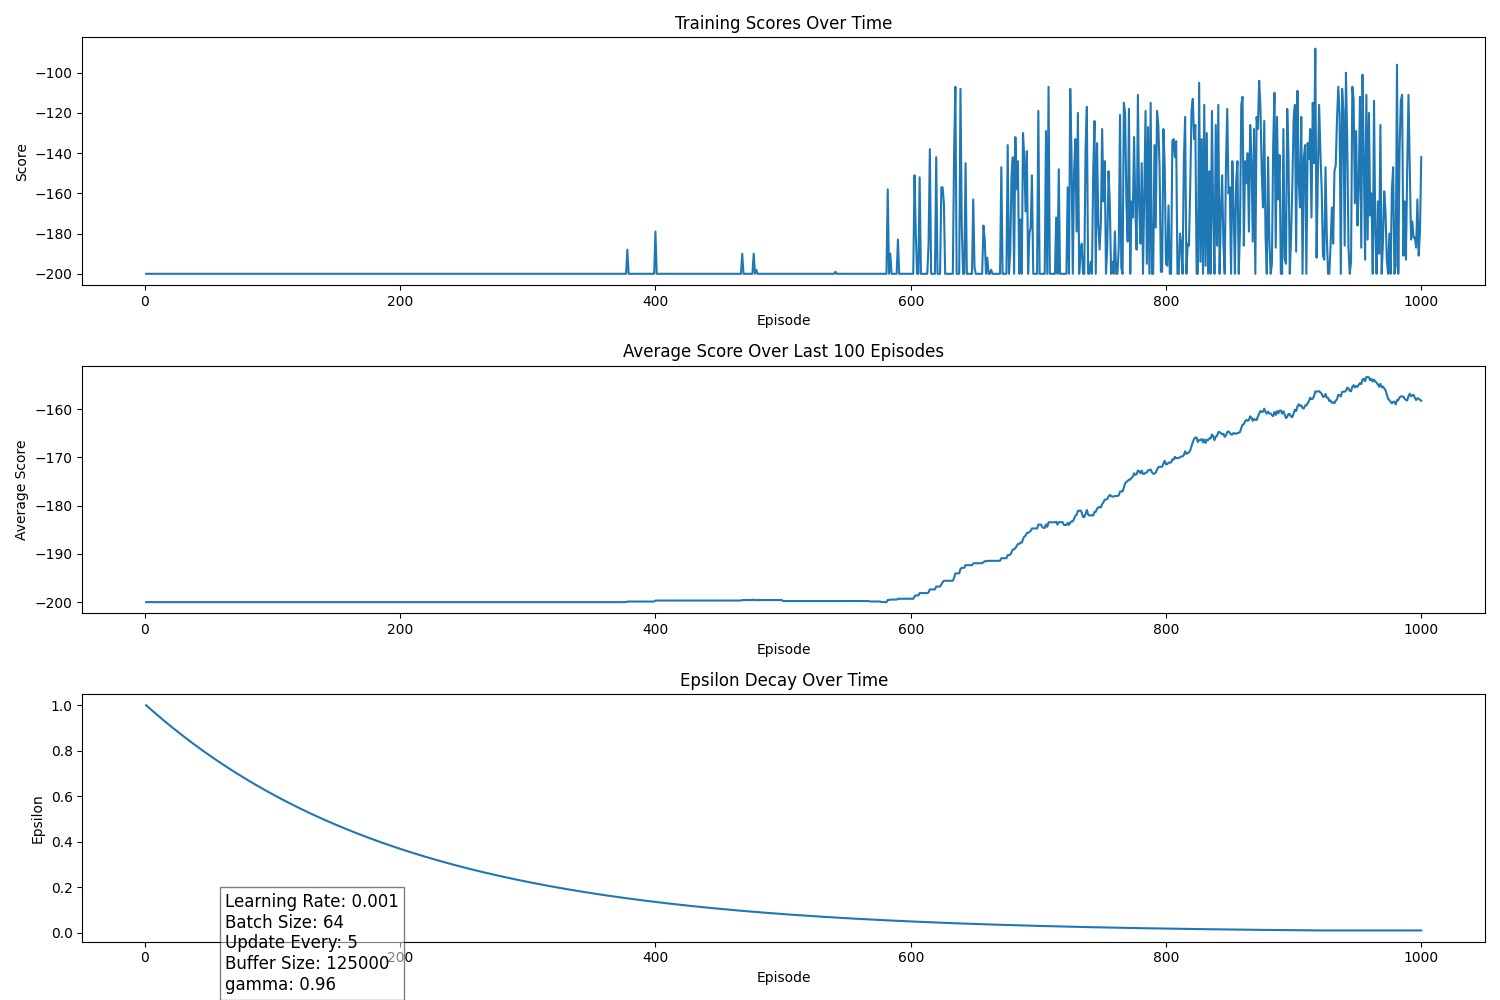 Training Scores Over Time
Score
−100
−120
−140
−160
−180
−200
0 200 400 600 800 1000
Episode
Average Score Over Last 100 Episodes
Average Score
−160
−170
−180
−190
−200
0 200 400 600 800 1000
Episode
Epsilon Decay Over Time
Epsilon
1.0
0.8
0.6
0.4
0.2
0.0
0 200 400 600 800 1000
Episode
Learning Rate: 0.001
Batch Size: 64
Update Every: 5
Buffer Size: 125000
gamma: 0.96